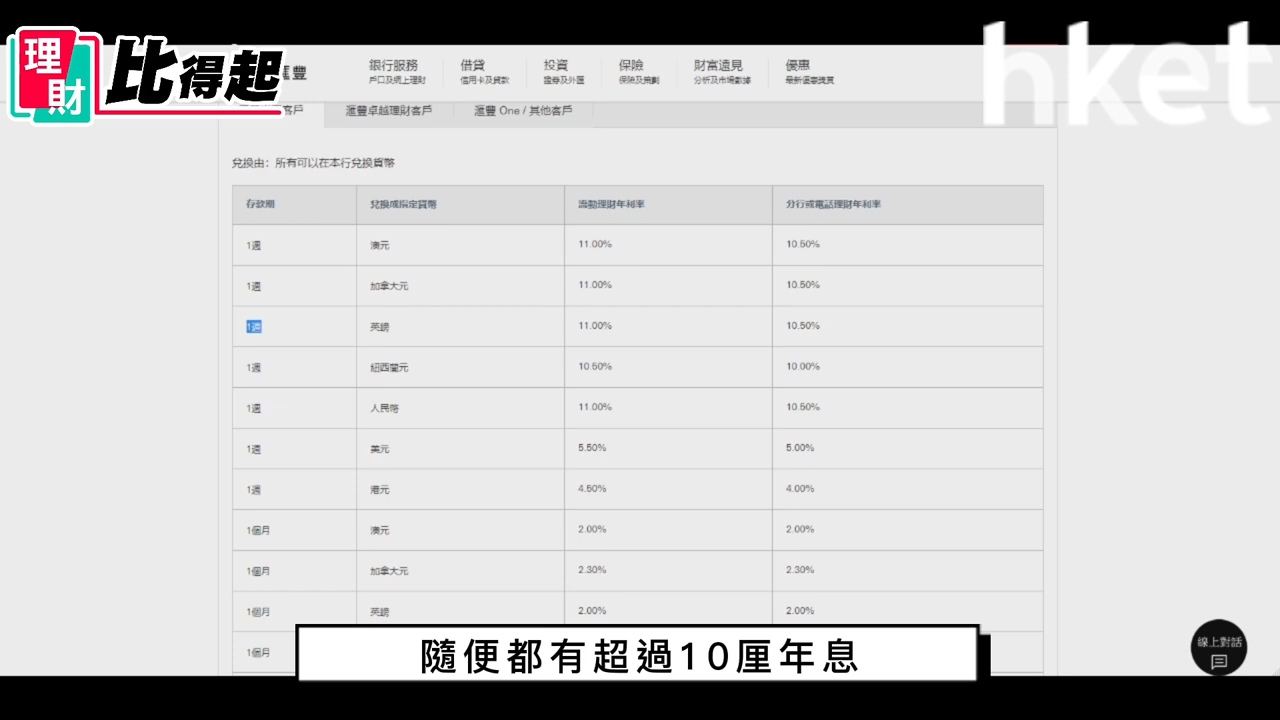 理財 比得起
hket
匯豐
銀行服務 借貸 投資 保險 財富遠見 優惠
戶口及網上理財 信用卡及貸款 證券及外匯 保險及策劃 分析及市場數據 最新優惠獎賞
客戶 滙豐卓越理財客戶 滙豐 One / 其他客戶
兌換由：所有可以在本行兌換貨幣
存款期 兌換成指定貨幣 流動理財年利率 分行或電話理財年利率
1週 澳元 11.00% 10.50%
1週 加拿大元 11.00% 10.50%
1週 英鎊 11.00% 10.50%
1週 紐西蘭元 10.50% 10.00%
1週 人民幣 11.00% 10.50%
1週 美元 5.50% 5.00%
1週 港元 4.50% 4.00%
1個月 澳元 2.00% 2.00%
1個月 加拿大元 2.30% 2.30%
1個月 英鎊 2.00% 2.00%
1個月
線上對話
隨便都有超過10厘年息